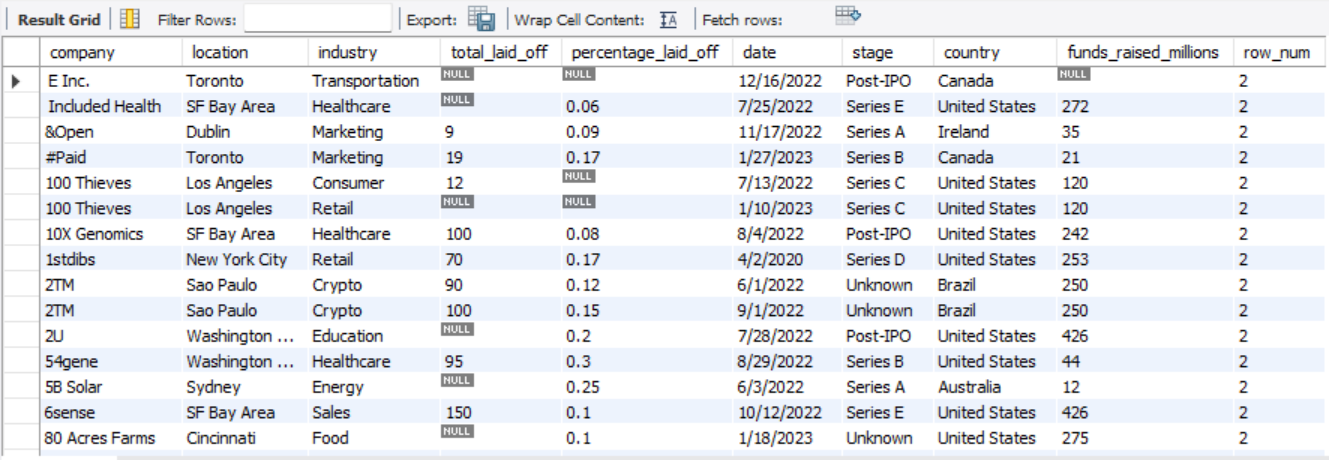 Result Grid Filter Rows: Export: Wrap Cell Content: IA Fetch rows:
company location industry total_laid_off percentage_laid_off date stage country funds_raised_millions row_num
E Inc. Toronto Transportation NULL NULL 12/16/2022 Post-IPO Canada NULL 2
Included Health SF Bay Area Healthcare NULL 0.06 7/25/2022 Series E United States 272 2
&Open Dublin Marketing 9 0.09 11/17/2022 Series A Ireland 35 2
#Paid Toronto Marketing 19 0.17 1/27/2023 Series B Canada 21 2
100 Thieves Los Angeles Consumer 12 NULL 7/13/2022 Series C United States 120 2
100 Thieves Los Angeles Retail NULL NULL 1/10/2023 Series C United States 120 2
10X Genomics SF Bay Area Healthcare 100 0.08 8/4/2022 Post-IPO United States 242 2
1stdibs New York City Retail 70 0.17 4/2/2020 Series D United States 253 2
2TM Sao Paulo Crypto 90 0.12 6/1/2022 Unknown Brazil 250 2
2TM Sao Paulo Crypto 100 0.15 9/1/2022 Unknown Brazil 250 2
2U Washington ... Education NULL 0.2 7/28/2022 Post-IPO United States 426 2
54gene Washington ... Healthcare 95 0.3 8/29/2022 Series B United States 44 2
5B Solar Sydney Energy NULL 0.25 6/3/2022 Series A Australia 12 2
6sense SF Bay Area Sales 150 0.1 10/12/2022 Series E United States 426 2
80 Acres Farms Cincinnati Food NULL 0.1 1/18/2023 Unknown United States 275 2